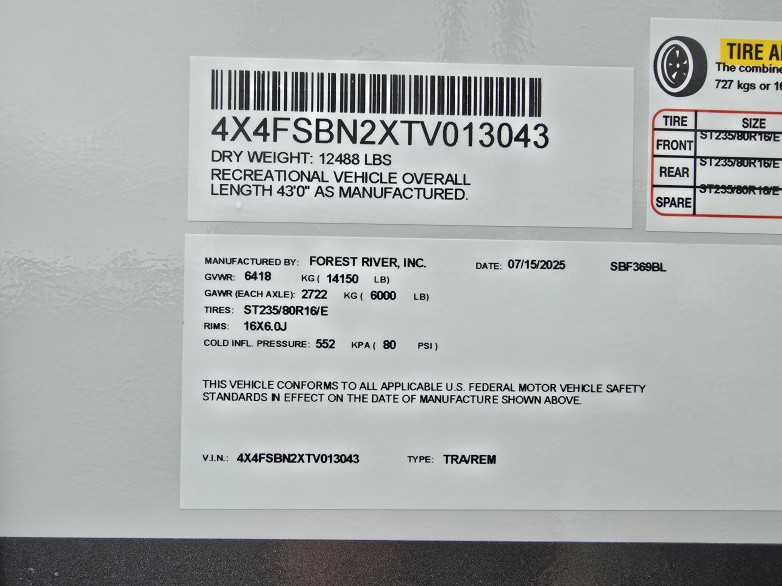 4X4FSBN2XTV013043
DRY WEIGHT: 12488 LBS
RECREATIONAL VEHICLE OVERALL
LENGTH 43'0" AS MANUFACTURED.
TIRE
The combine
727 kgs or
TIRE SIZE
FRONT ST235/80R16/E
REAR ST235/80R16/E
SPARE ST235/80R16/E
MANUFACTURED BY: FOREST RIVER, INC. DATE: 07/15/2025 SBF369BL
GVWR: 6418 KG ( 14150 LB)
GAWR (EACH AXLE): 2722 KG ( 6000 LB)
TIRES: ST235/80R16/E
RIMS: 16X6.0J
COLD INFL. PRESSURE: 552 KPA ( 80 PSI )
THIS VEHICLE CONFORMS TO ALL APPLICABLE U.S. FEDERAL MOTOR VEHICLE SAFETY
STANDARDS IN EFFECT ON THE DATE OF MANUFACTURE SHOWN ABOVE.
V.I.N.: 4X4FSBN2XTV013043 TYPE: TRA/REM